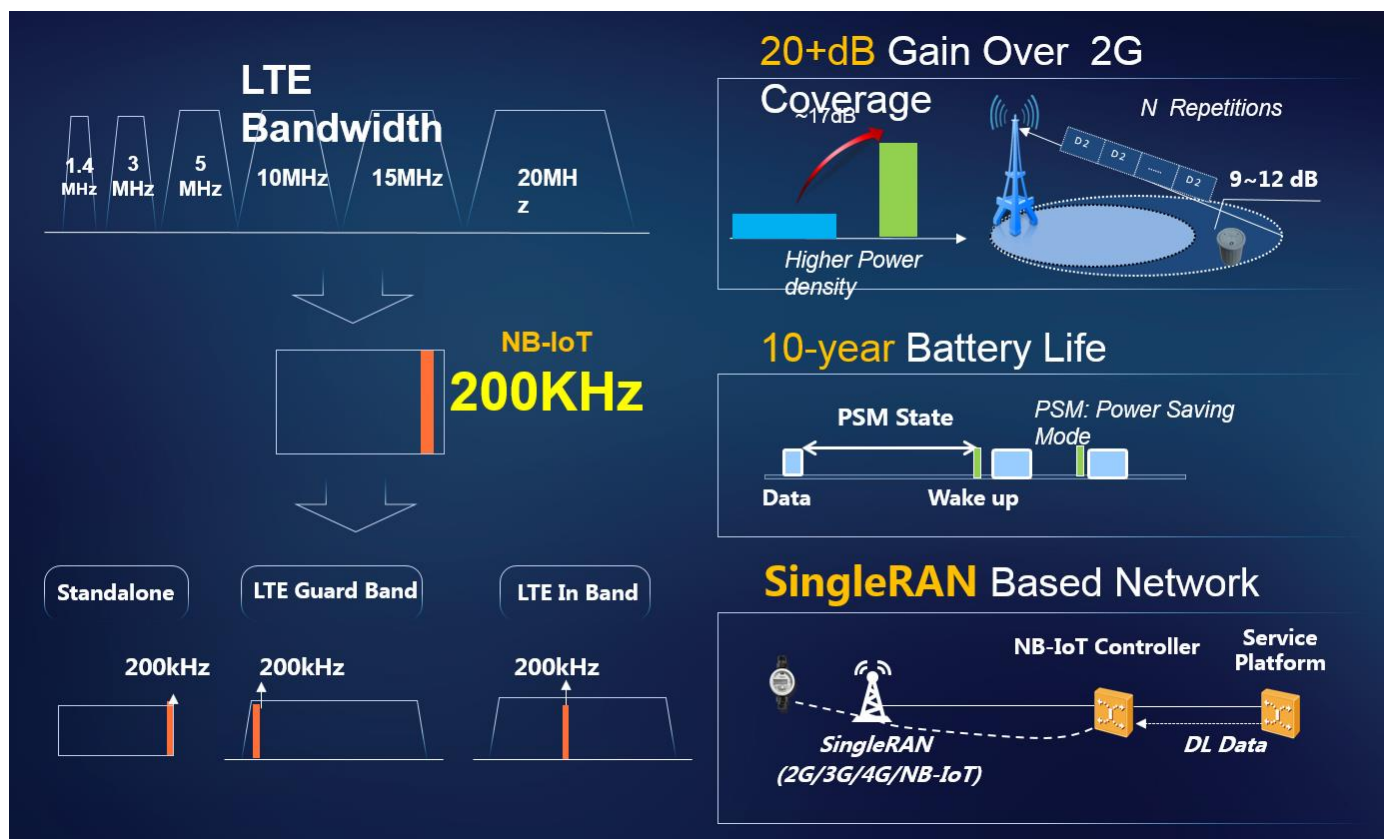 LTE
Bandwidth
1.4
MHz
3
MHz
5
MHz
10MHz
15MHz
20MH
z
NB-IoT
200KHz
Standalone
LTE Guard Band
LTE In Band
200kHz
200kHz
200kHz
20+dB Gain Over 2G
Coverage
~17dB
Higher Power
density
N Repetitions
D2
D2
.....
D2
9~12 dB
10-year Battery Life
PSM State
PSM: Power Saving
Mode
Data
Wake up
SingleRAN Based Network
NB-IoT Controller
Service
Platform
SingleRAN
(2G/3G/4G/NB-IoT)
DL Data